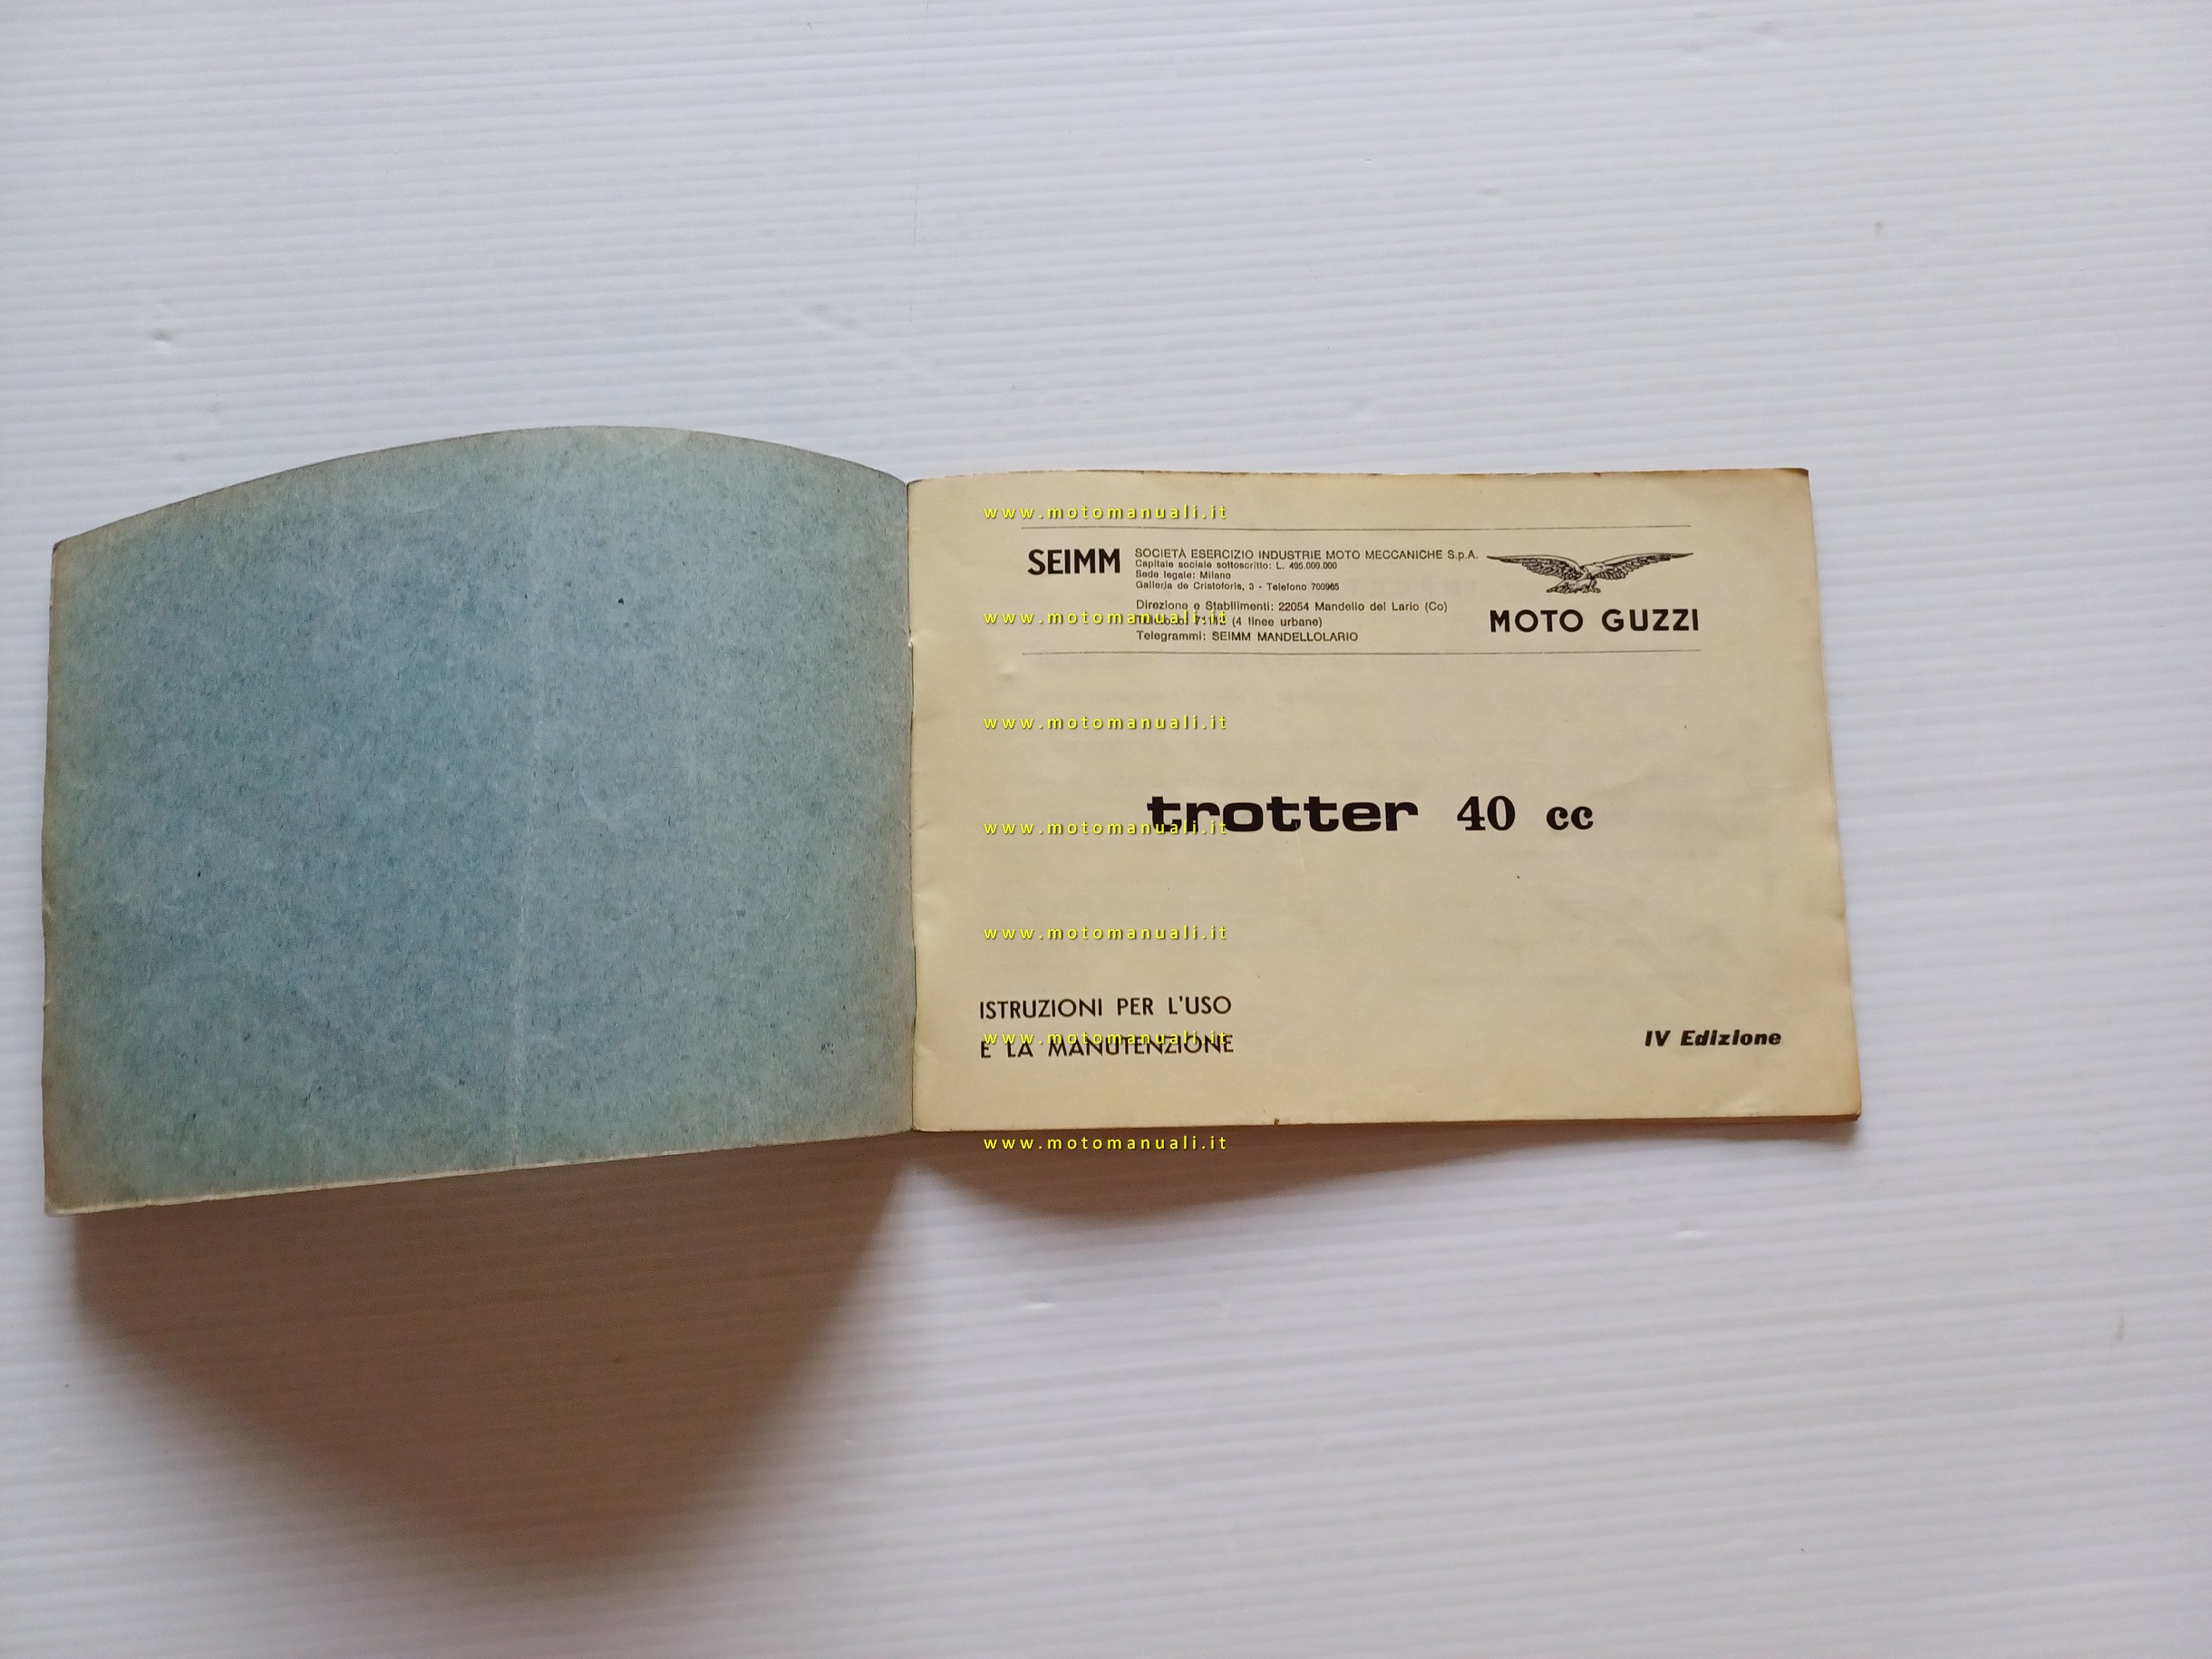 www.motomanuali.it
SEIMM
SOCIETÀ ESERCIZIO INDUSTRIE MOTO MECCANICHE S.p.A.
Capitale sociale sottoscritto: L. 495.000.000
Sede legale: Milano
Galleria de Cristoforis, 3 - Telefono 700965
Direzione e Stabilimenti: 22054 Mandello del Lario (Co)
www.motomanuali.it
(4 linee urbane)
Telegrammi: SEIMM MANDELLOLARIO
MOTO GUZZI
www.motomanuali.it
trotter 40 cc
www.motomanuali.it
www.motomanuali.it
ISTRUZIONI PER L'USO
www.motomanuali.it
E LA MANUTENZIONE
IV Edizione
www.motomanuali.it